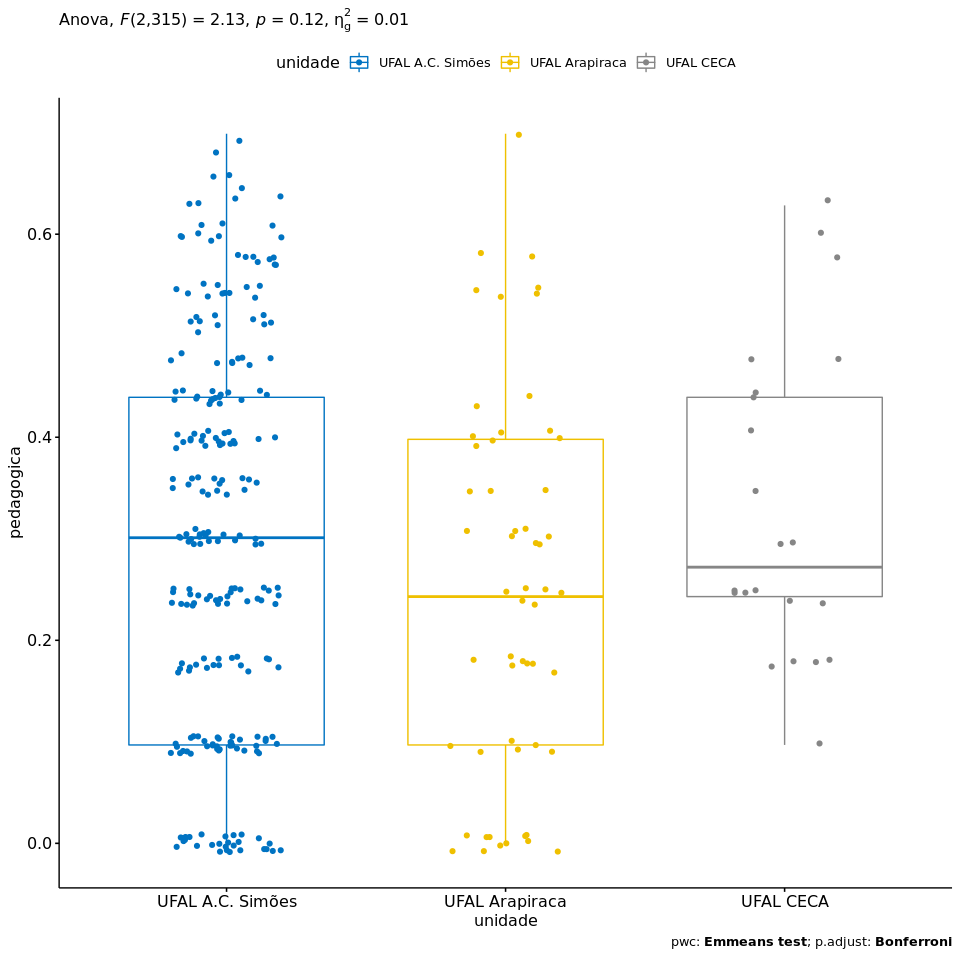 Anova, F(2,315) = 2.13, p = 0.12, η²g = 0.01
unidade UFAL A.C. Simões UFAL Arapiraca UFAL CECA
pedagogica
0.6
0.4
0.2
0.0
UFAL A.C. Simões UFAL Arapiraca UFAL CECA
unidade
pwc: Emmeans test; p.adjust: Bonferroni